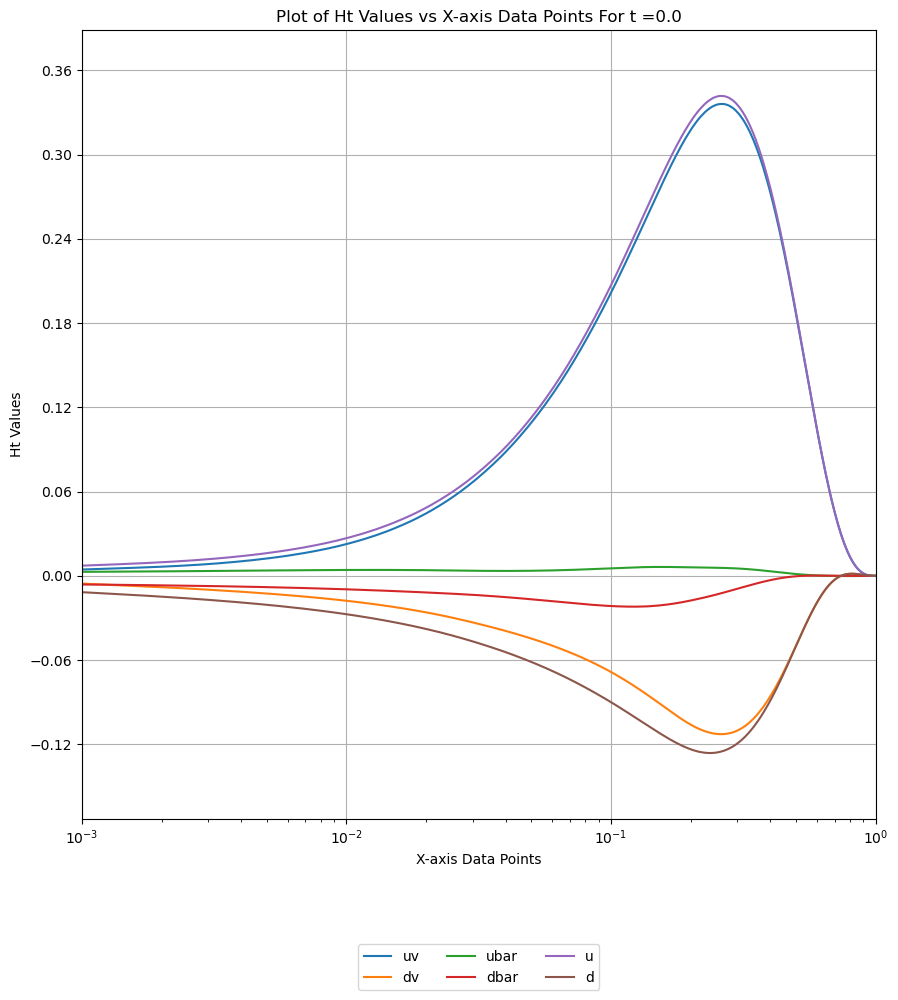 Plot of Ht Values vs X-axis Data Points For t =0.0
0.36
0.30
0.24
0.18
0.12
0.06
0.00
−0.06
−0.12
Ht Values
10⁻³ 10⁻² 10⁻¹ 10⁰
X-axis Data Points
uv ubar u
dv dbar d